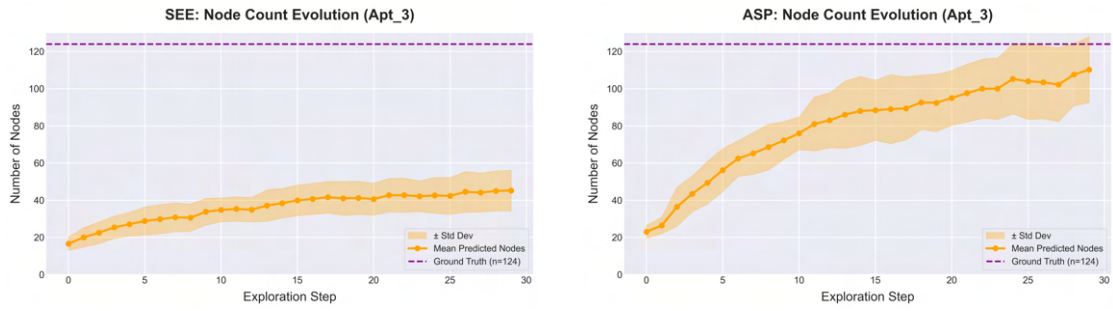 SEE: Node Count Evolution (Apt_3)
Number of Nodes
120
100
80
60
40
20
0
0 5 10 15 20 25 30
Exploration Step
± Std Dev
Mean Predicted Nodes
Ground Truth (n=124)
ASP: Node Count Evolution (Apt_3)
Number of Nodes
120
100
80
60
40
20
0
0 5 10 15 20 25 30
Exploration Step
± Std Dev
Mean Predicted Nodes
Ground Truth (n=124)